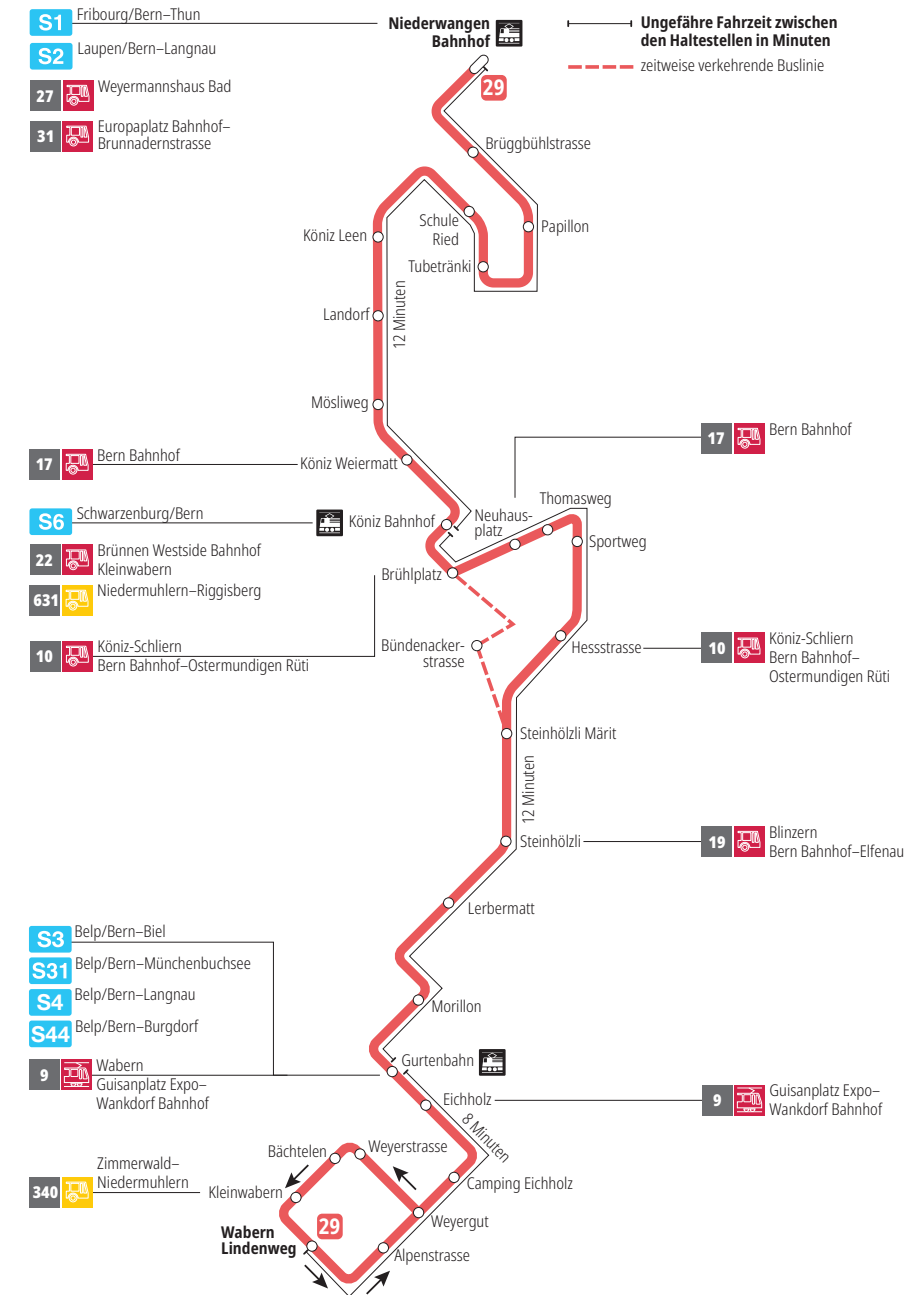 S1
Fribourg/Bern–Thun
S2
Laupen/Bern–Langnau
27
Weyermannshaus Bad
31
Europaplatz Bahnhof–
Brunnadernstrasse
Niederwangen
Bahnhof
29
Ungefähre Fahrzeit zwischen
den Haltestellen in Minuten
zeitweise verkehrende Buslinie
Brüggbühlstrasse
Papillon
Schule
Ried
Tubetränki
Köniz Leen
Landorf
12 Minuten
Mösliweg
17
Bern Bahnhof
Köniz Weiermatt
17
Bern Bahnhof
S6
Schwarzenburg/Bern
22
Brünnen Westside Bahnhof
Kleinwabern
631
Niedermuhlern–Riggisberg
10
Köniz-Schliern
Bern Bahnhof–Ostermundigen Rüti
Köniz Bahnhof
Neuhaus-
platz
Thomasweg
Sportweg
Brühlplatz
Bündenacker-
strasse
Hessstrasse
10
Köniz-Schliern
Bern Bahnhof–
Ostermundigen Rüti
Steinhölzli Märit
12 Minuten
Steinhölzli
19
Blinzern
Bern Bahnhof–Elfenau
Lerbermatt
Morillon
S3
Belp/Bern–Biel
S31
Belp/Bern–Münchenbuchsee
S4
Belp/Bern–Langnau
S44
Belp/Bern–Burgdorf
9
Wabern
Guisanplatz Expo–
Wankdorf Bahnhof
Gurtenbahn
Eichholz
9
Guisanplatz Expo–
Wankdorf Bahnhof
8 Minuten
Bächtelen
Weyerstrasse
340
Zimmerwald–
Niedermuhlern
Kleinwabern
Camping Eichholz
Weyergut
Wabern
Lindenweg
29
Alpenstrasse